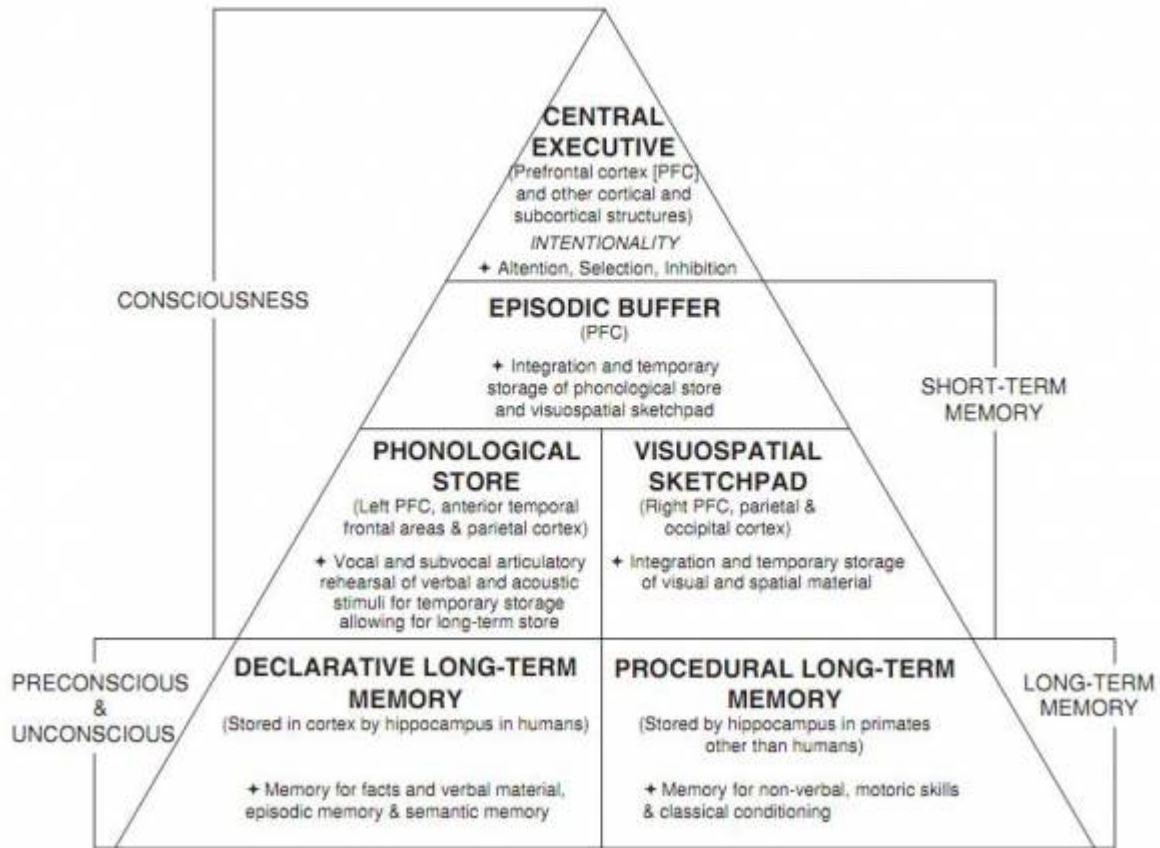 CENTRAL
EXECUTIVE
(Prefrontal cortex [PFC]
and other cortical and
subcortical structures)
INTENTIONALITY
✦ Attention, Selection, Inhibition
CONSCIOUSNESS
EPISODIC BUFFER
(PFC)
✦ Integration and temporary
storage of phonological store
and visuospatial sketchpad
SHORT-TERM
MEMORY
PHONOLOGICAL
STORE
(Left PFC, anterior temporal
frontal areas & parietal cortex)
✦ Vocal and subvocal articulatory
rehearsal of verbal and acoustic
stimuli for temporary storage
allowing for long-term store
VISUOSPATIAL
SKETCHPAD
(Right PFC, parietal &
occipital cortex)
✦ Integration and temporary storage
of visual and spatial material
PRECONSCIOUS
&
UNCONSCIOUS
DECLARATIVE LONG-TERM
MEMORY
(Stored in cortex by hippocampus in humans)
✦ Memory for facts and verbal material,
episodic memory & semantic memory
PROCEDURAL LONG-TERM
MEMORY
(Stored by hippocampus in primates
other than humans)
✦ Memory for non-verbal, motoric skills
& classical conditioning
LONG-TERM
MEMORY